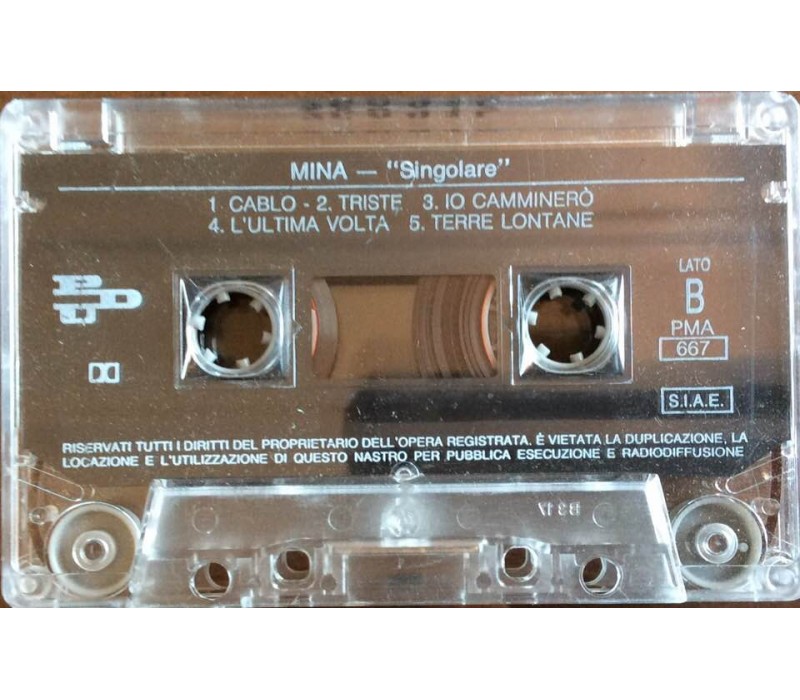 MINA — "Singolare"
1. CABLO - 2. TRISTE 3. IO CAMMINERÒ
4. L'ULTIMA VOLTA 5. TERRE LONTANE
LATO
B
PMA
667
S.I.A.E.
RISERVATI TUTTI I DIRITTI DEL PROPRIETARIO DELL'OPERA REGISTRATA. È VIETATA LA DUPLICAZIONE, LA
LOCAZIONE E L'UTILIZZAZIONE DI QUESTO NASTRO PER PUBBLICA ESECUZIONE E RADIODIFFUSIONE